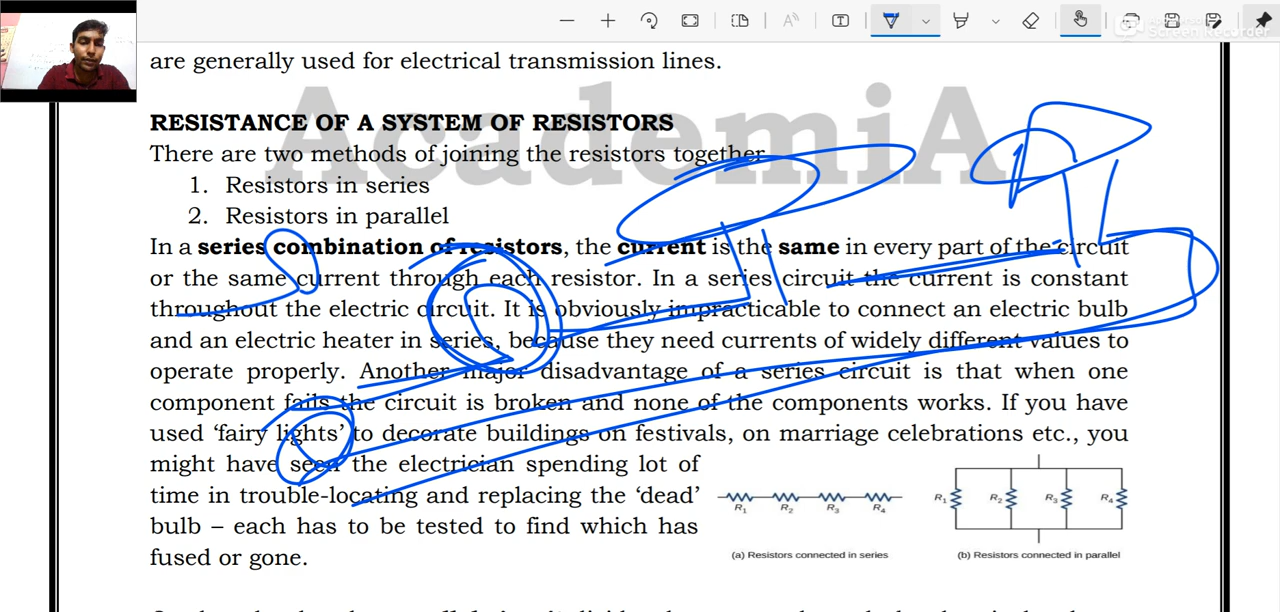 Screen Recorder
are generally used for electrical transmission lines.
AcademiA
RESISTANCE OF A SYSTEM OF RESISTORS
There are two methods of joining the resistors together
1. Resistors in series
2. Resistors in parallel
In a series combination of resistors, the current is the same in every part of the circuit
or the same current through each resistor. In a series circuit the current is constant
throughout the electric circuit. It is obviously impracticable to connect an electric bulb
and an electric heater in series, because they need currents of widely different values to
operate properly. Another major disadvantage of a series circuit is that when one
component fails the circuit is broken and none of the components works. If you have
used ‘fairy lights’ to decorate buildings on festivals, on marriage celebrations etc., you
might have seen the electrician spending lot of
time in trouble-locating and replacing the ‘dead’
bulb – each has to be tested to find which has
fused or gone.
R1 R2 R3 R4
(a) Resistors connected in series
R1 R2 R3 R4
(b) Resistors connected in parallel